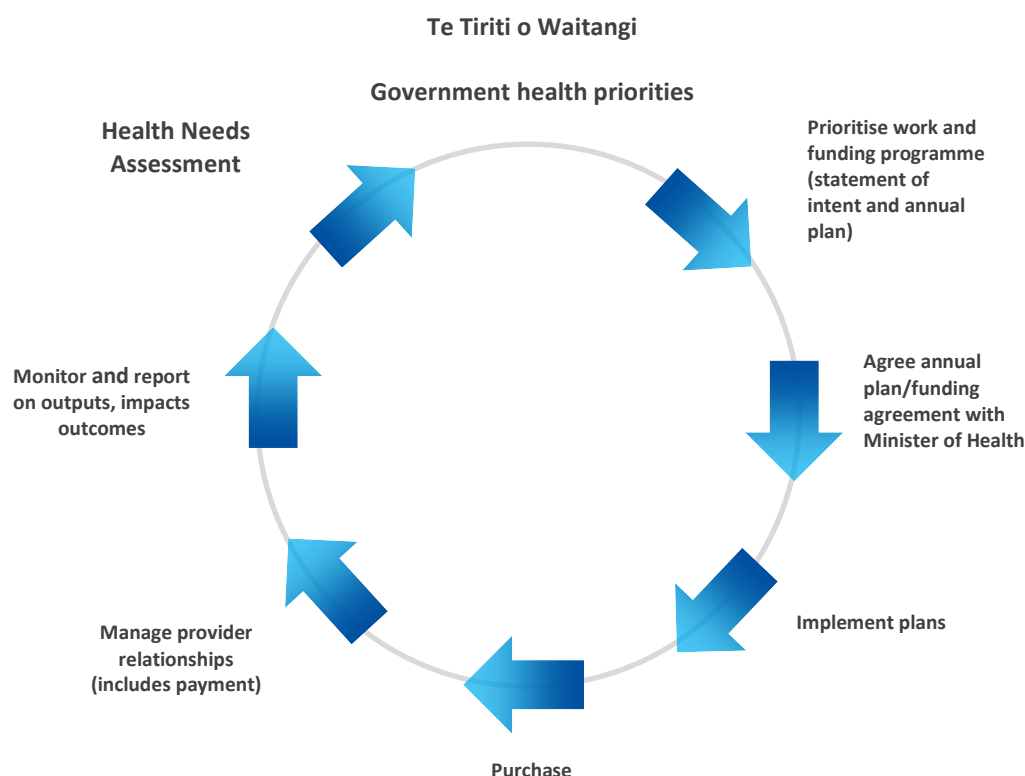 Te Tiriti o Waitangi
Government health priorities
Health Needs
Assessment
Prioritise work and
funding programme
(statement of
intent and annual
plan)
Agree annual
plan/funding
agreement with
Minister of Health
Implement plans
Purchase
Manage provider
relationships
(includes payment)
Monitor and report
on outputs, impacts
outcomes